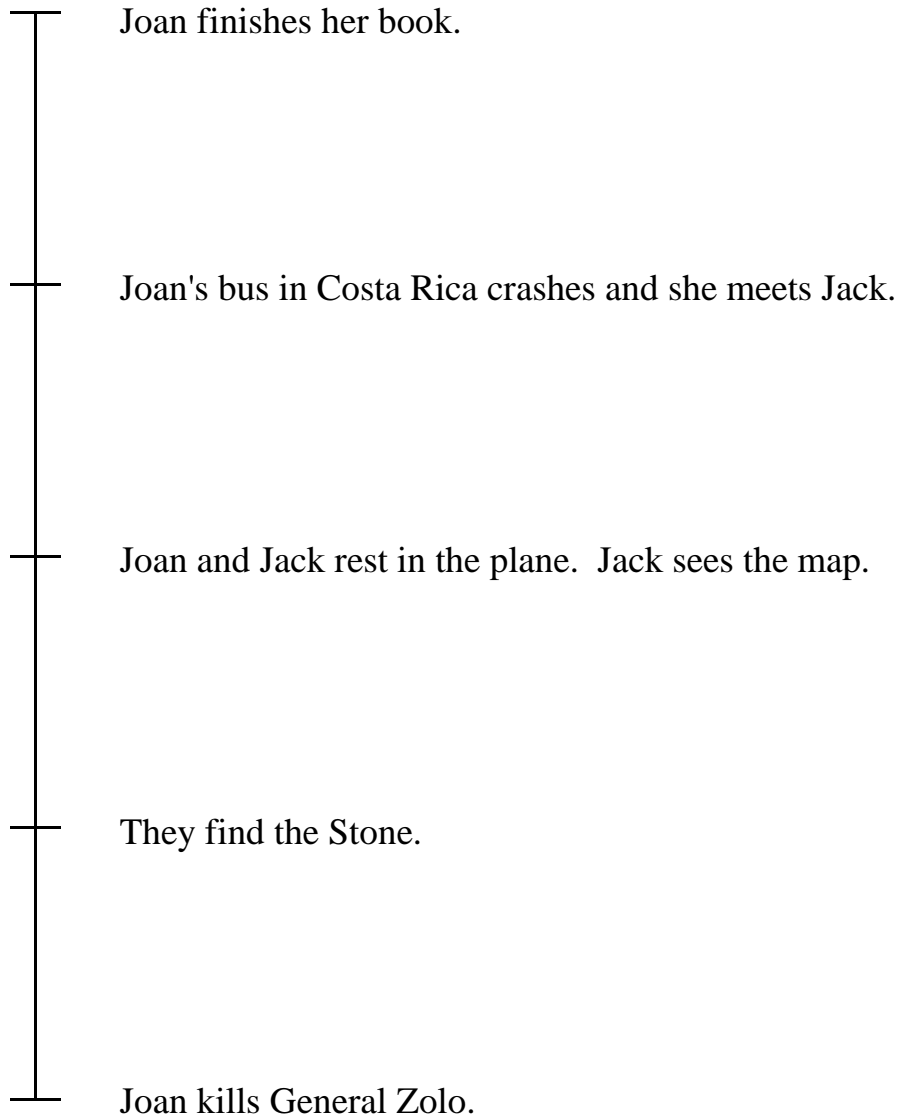 Joan finishes her book.
Joan's bus in Costa Rica crashes and she meets Jack.
Joan and Jack rest in the plane.  Jack sees the map.
They find the Stone.
Joan kills General Zolo.